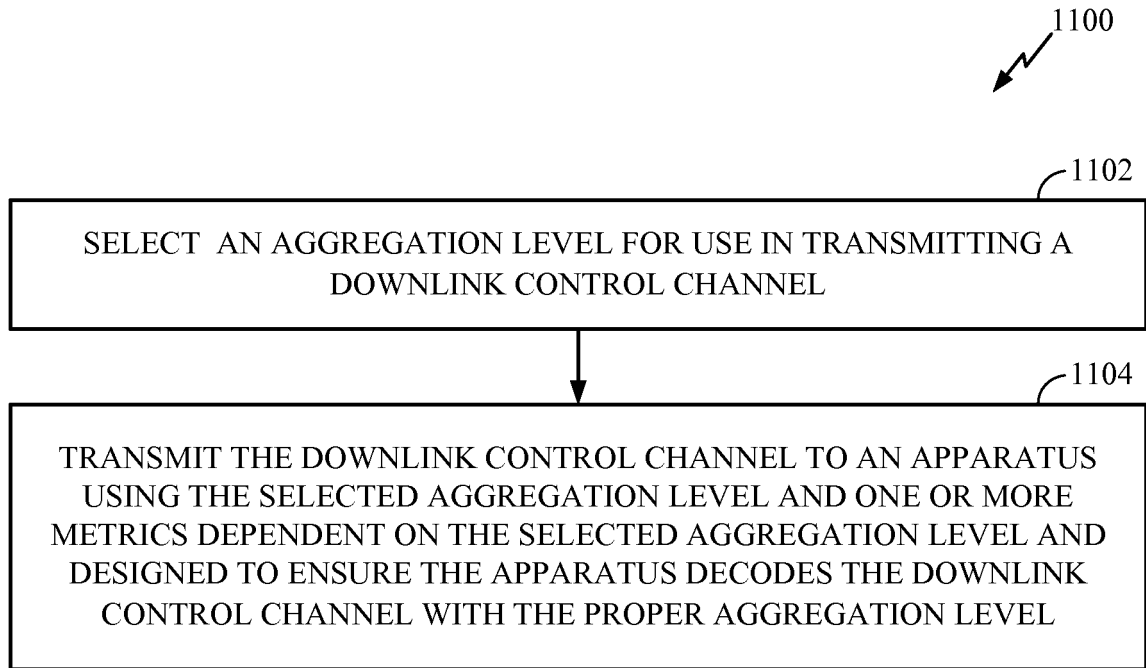 1100
1102
SELECT AN AGGREGATION LEVEL FOR USE IN TRANSMITTING A
DOWNLINK CONTROL CHANNEL
1104
TRANSMIT THE DOWNLINK CONTROL CHANNEL TO AN APPARATUS
USING THE SELECTED AGGREGATION LEVEL AND ONE OR MORE
METRICS DEPENDENT ON THE SELECTED AGGREGATION LEVEL AND
DESIGNED TO ENSURE THE APPARATUS DECODES THE DOWNLINK
CONTROL CHANNEL WITH THE PROPER AGGREGATION LEVEL